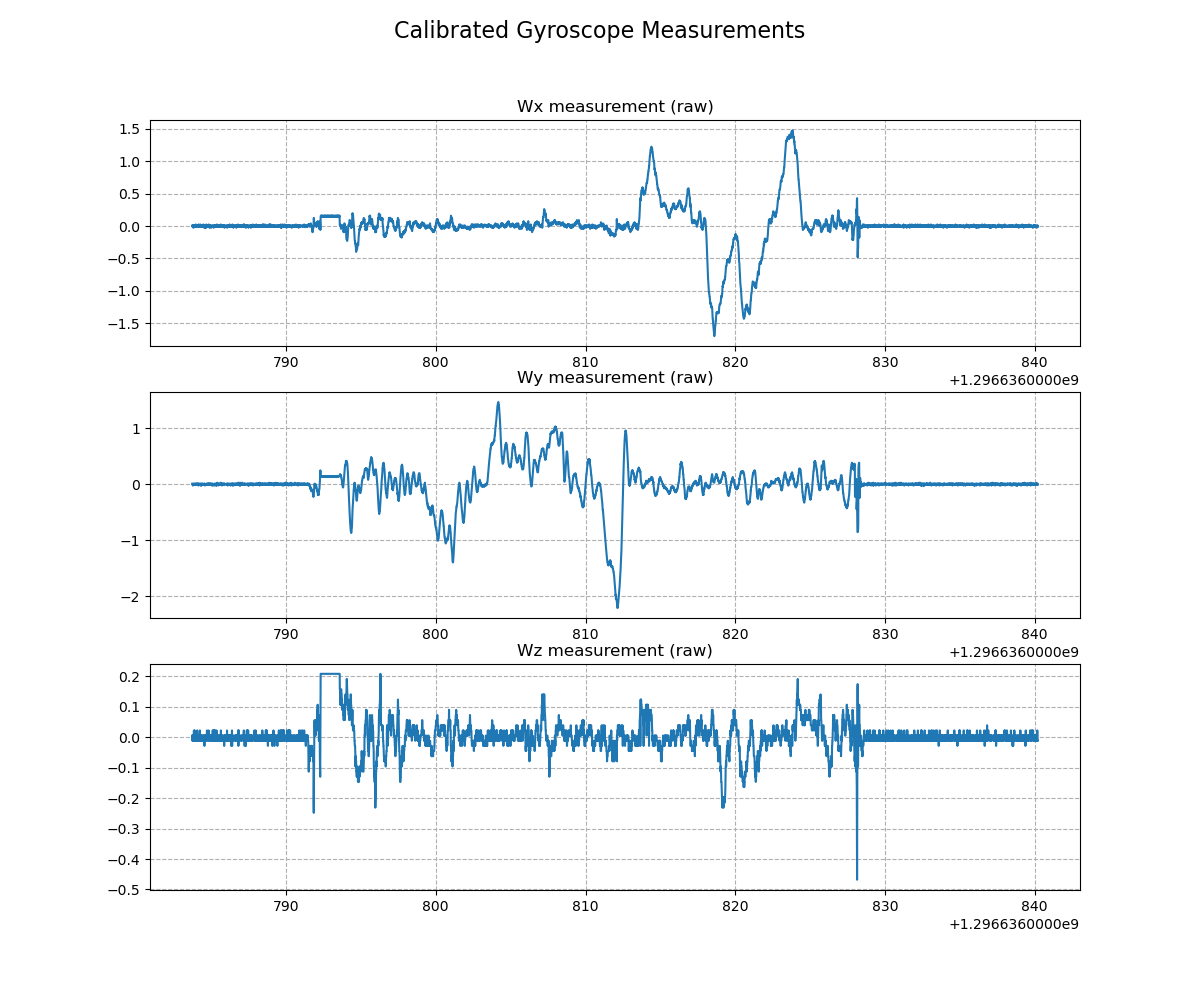 Calibrated Gyroscope Measurements
Wx measurement (raw)
1.5
1.0
0.5
0.0
−0.5
−1.0
−1.5
790 800 810 820 830 840
+1.2966360000e9
Wy measurement (raw)
1
0
−1
−2
790 800 810 820 830 840
+1.2966360000e9
Wz measurement (raw)
0.2
0.1
0.0
−0.1
−0.2
−0.3
−0.4
−0.5
790 800 810 820 830 840
+1.2966360000e9